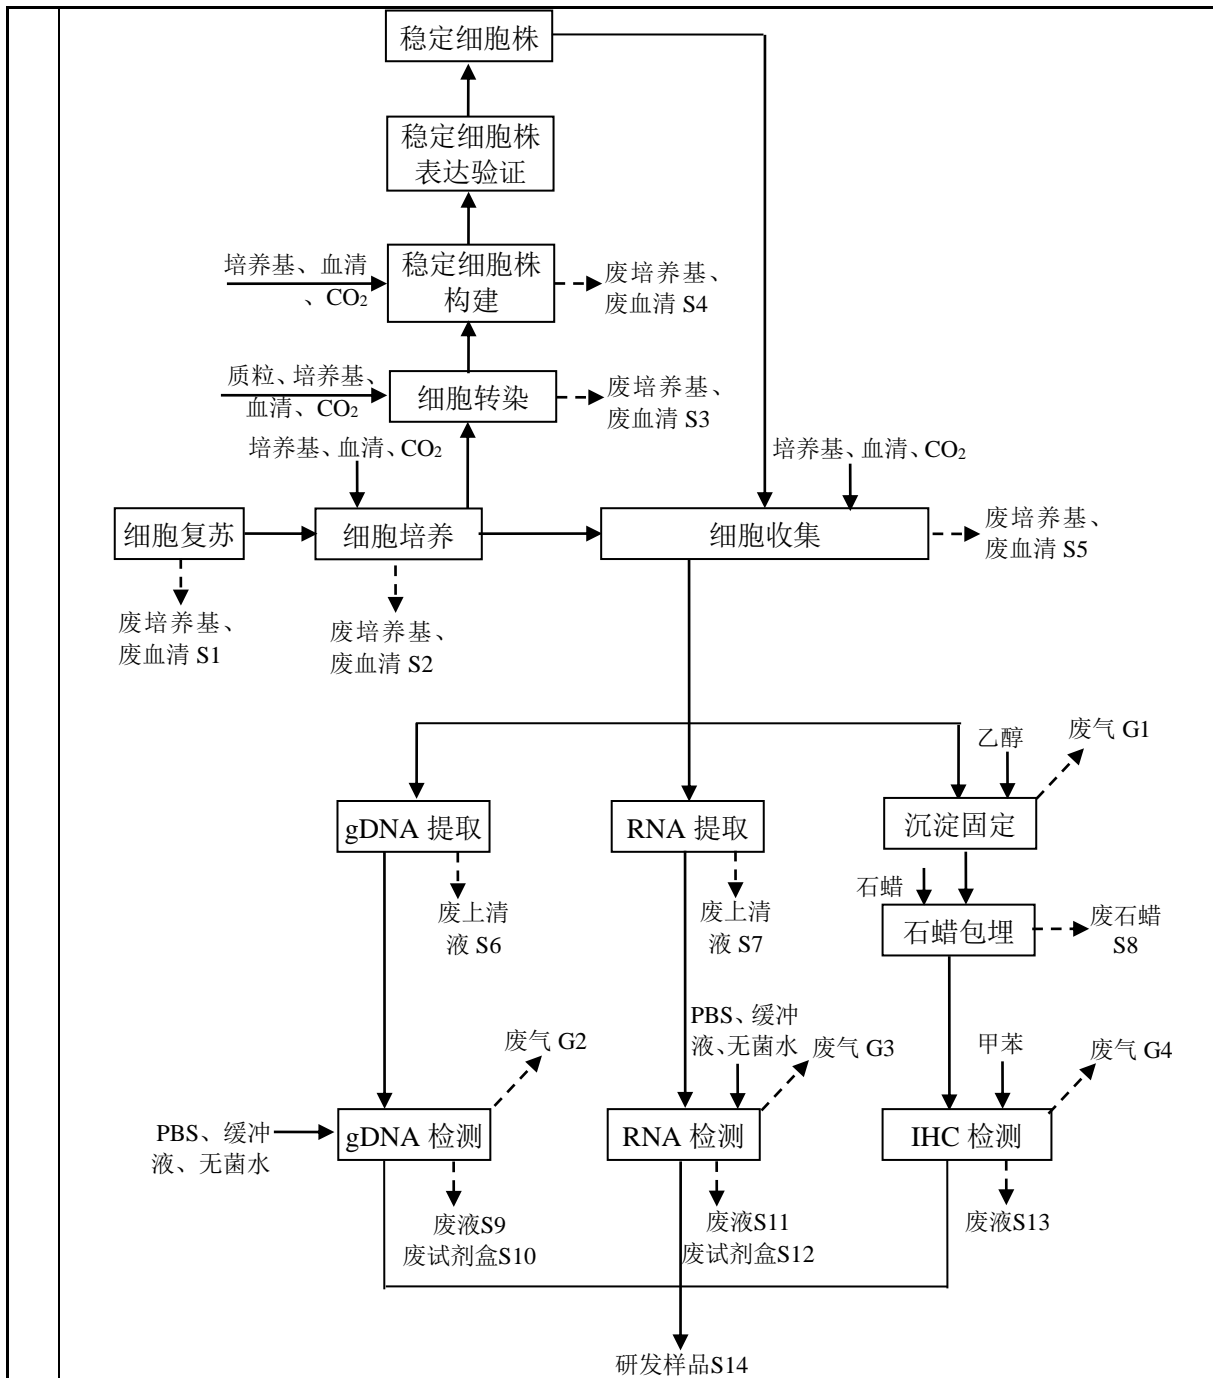 稳定细胞株
稳定细胞株
表达验证
培养基、血清
、CO₂
稳定细胞株
构建
废培养基、
废血清 S4
质粒、培养基、
血清、CO₂
细胞转染
废培养基、
废血清 S3
培养基、血清、CO₂
培养基、血清、CO₂
细胞复苏
细胞培养
细胞收集
废培养基、
废血清 S5
废培养基、
废血清 S1
废培养基、
废血清 S2
乙醇
废气 G1
gDNA 提取
RNA 提取
沉淀固定
石蜡
废上清
液 S6
废上清
液 S7
石蜡包埋
废石蜡
S8
废气 G2
PBS、缓冲
液、无菌水
废气 G3
甲苯
废气 G4
PBS、缓冲
液、无菌水
gDNA 检测
RNA 检测
IHC 检测
废液S9
废试剂盒S10
废液S11
废试剂盒S12
废液S13
研发样品S14